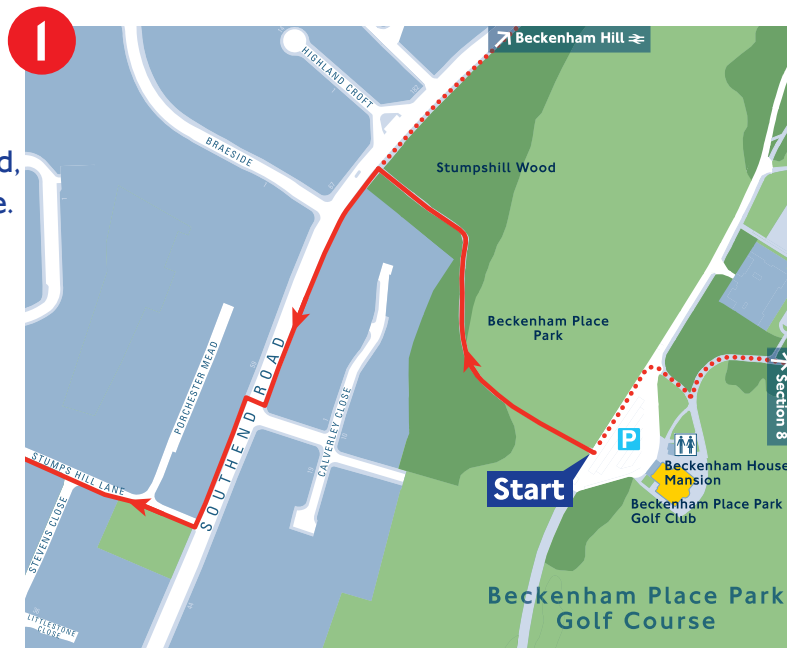 1
Beckenham Hill
HIGHLAND CROFT
BRAESIDE
d,
Stumpshill Wood
e.
Beckenham Place
Park
SOUTHEND ROAD
PORCHESTER MEAD
CALVERLEY CLOSE
Section 8
P
STUMPS HILL LANE
Beckenham House
Mansion
Start
Beckenham Place Park
Golf Club
STEVENS CLOSE
Beckenham Place Park
Golf Course
LITTLESTONE
CLOSE